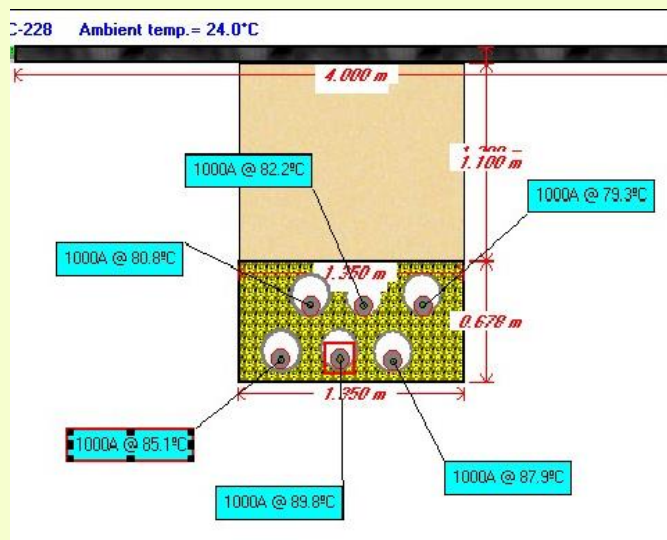 C-228 Ambient temp.= 24.0°C
4.000 m
1.100 m
1000A @ 82.2ºC
1000A @ 79.3ºC
1000A @ 80.8ºC
1.350 m
0.678 m
1.350 m
1000A @ 85.1ºC
1000A @ 87.9ºC
1000A @ 89.8ºC